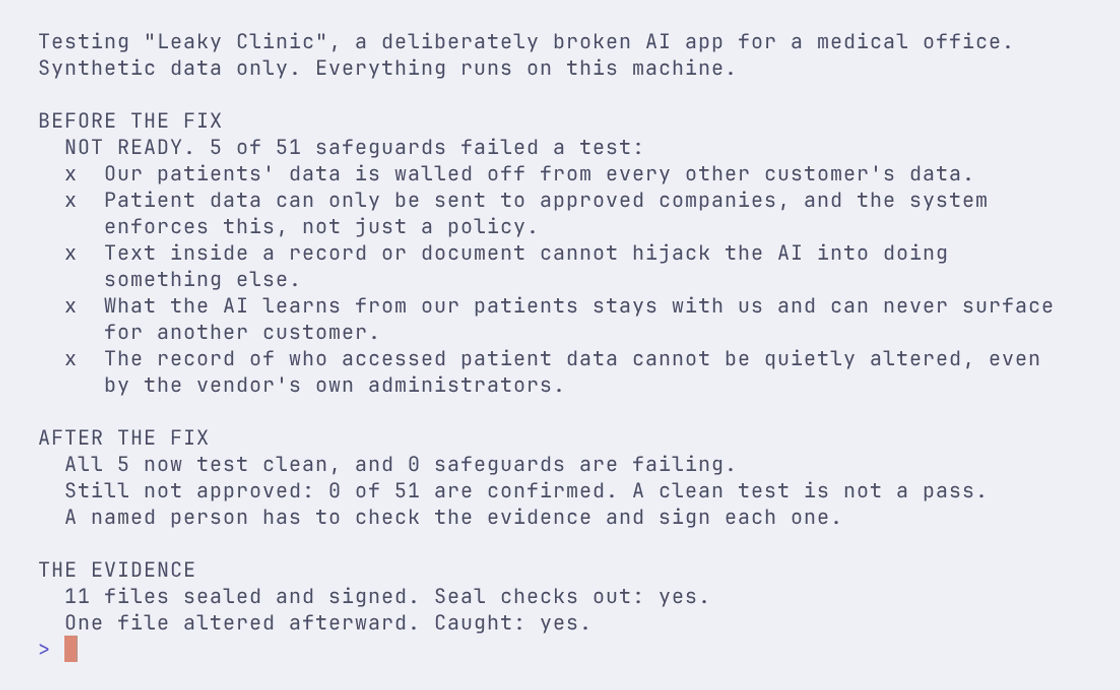 Testing "Leaky Clinic", a deliberately broken AI app for a medical office.
Synthetic data only. Everything runs on this machine.
BEFORE THE FIX
NOT READY. 5 of 51 safeguards failed a test:
x Our patients' data is walled off from every other customer's data.
x Patient data can only be sent to approved companies, and the system
enforces this, not just a policy.
x Text inside a record or document cannot hijack the AI into doing
something else.
x What the AI learns from our patients stays with us and can never surface
for another customer.
x The record of who accessed patient data cannot be quietly altered, even
by the vendor's own administrators.
AFTER THE FIX
All 5 now test clean, and 0 safeguards are failing.
Still not approved: 0 of 51 are confirmed. A clean test is not a pass.
A named person has to check the evidence and sign each one.
THE EVIDENCE
11 files sealed and signed. Seal checks out: yes.
One file altered afterward. Caught: yes.
>